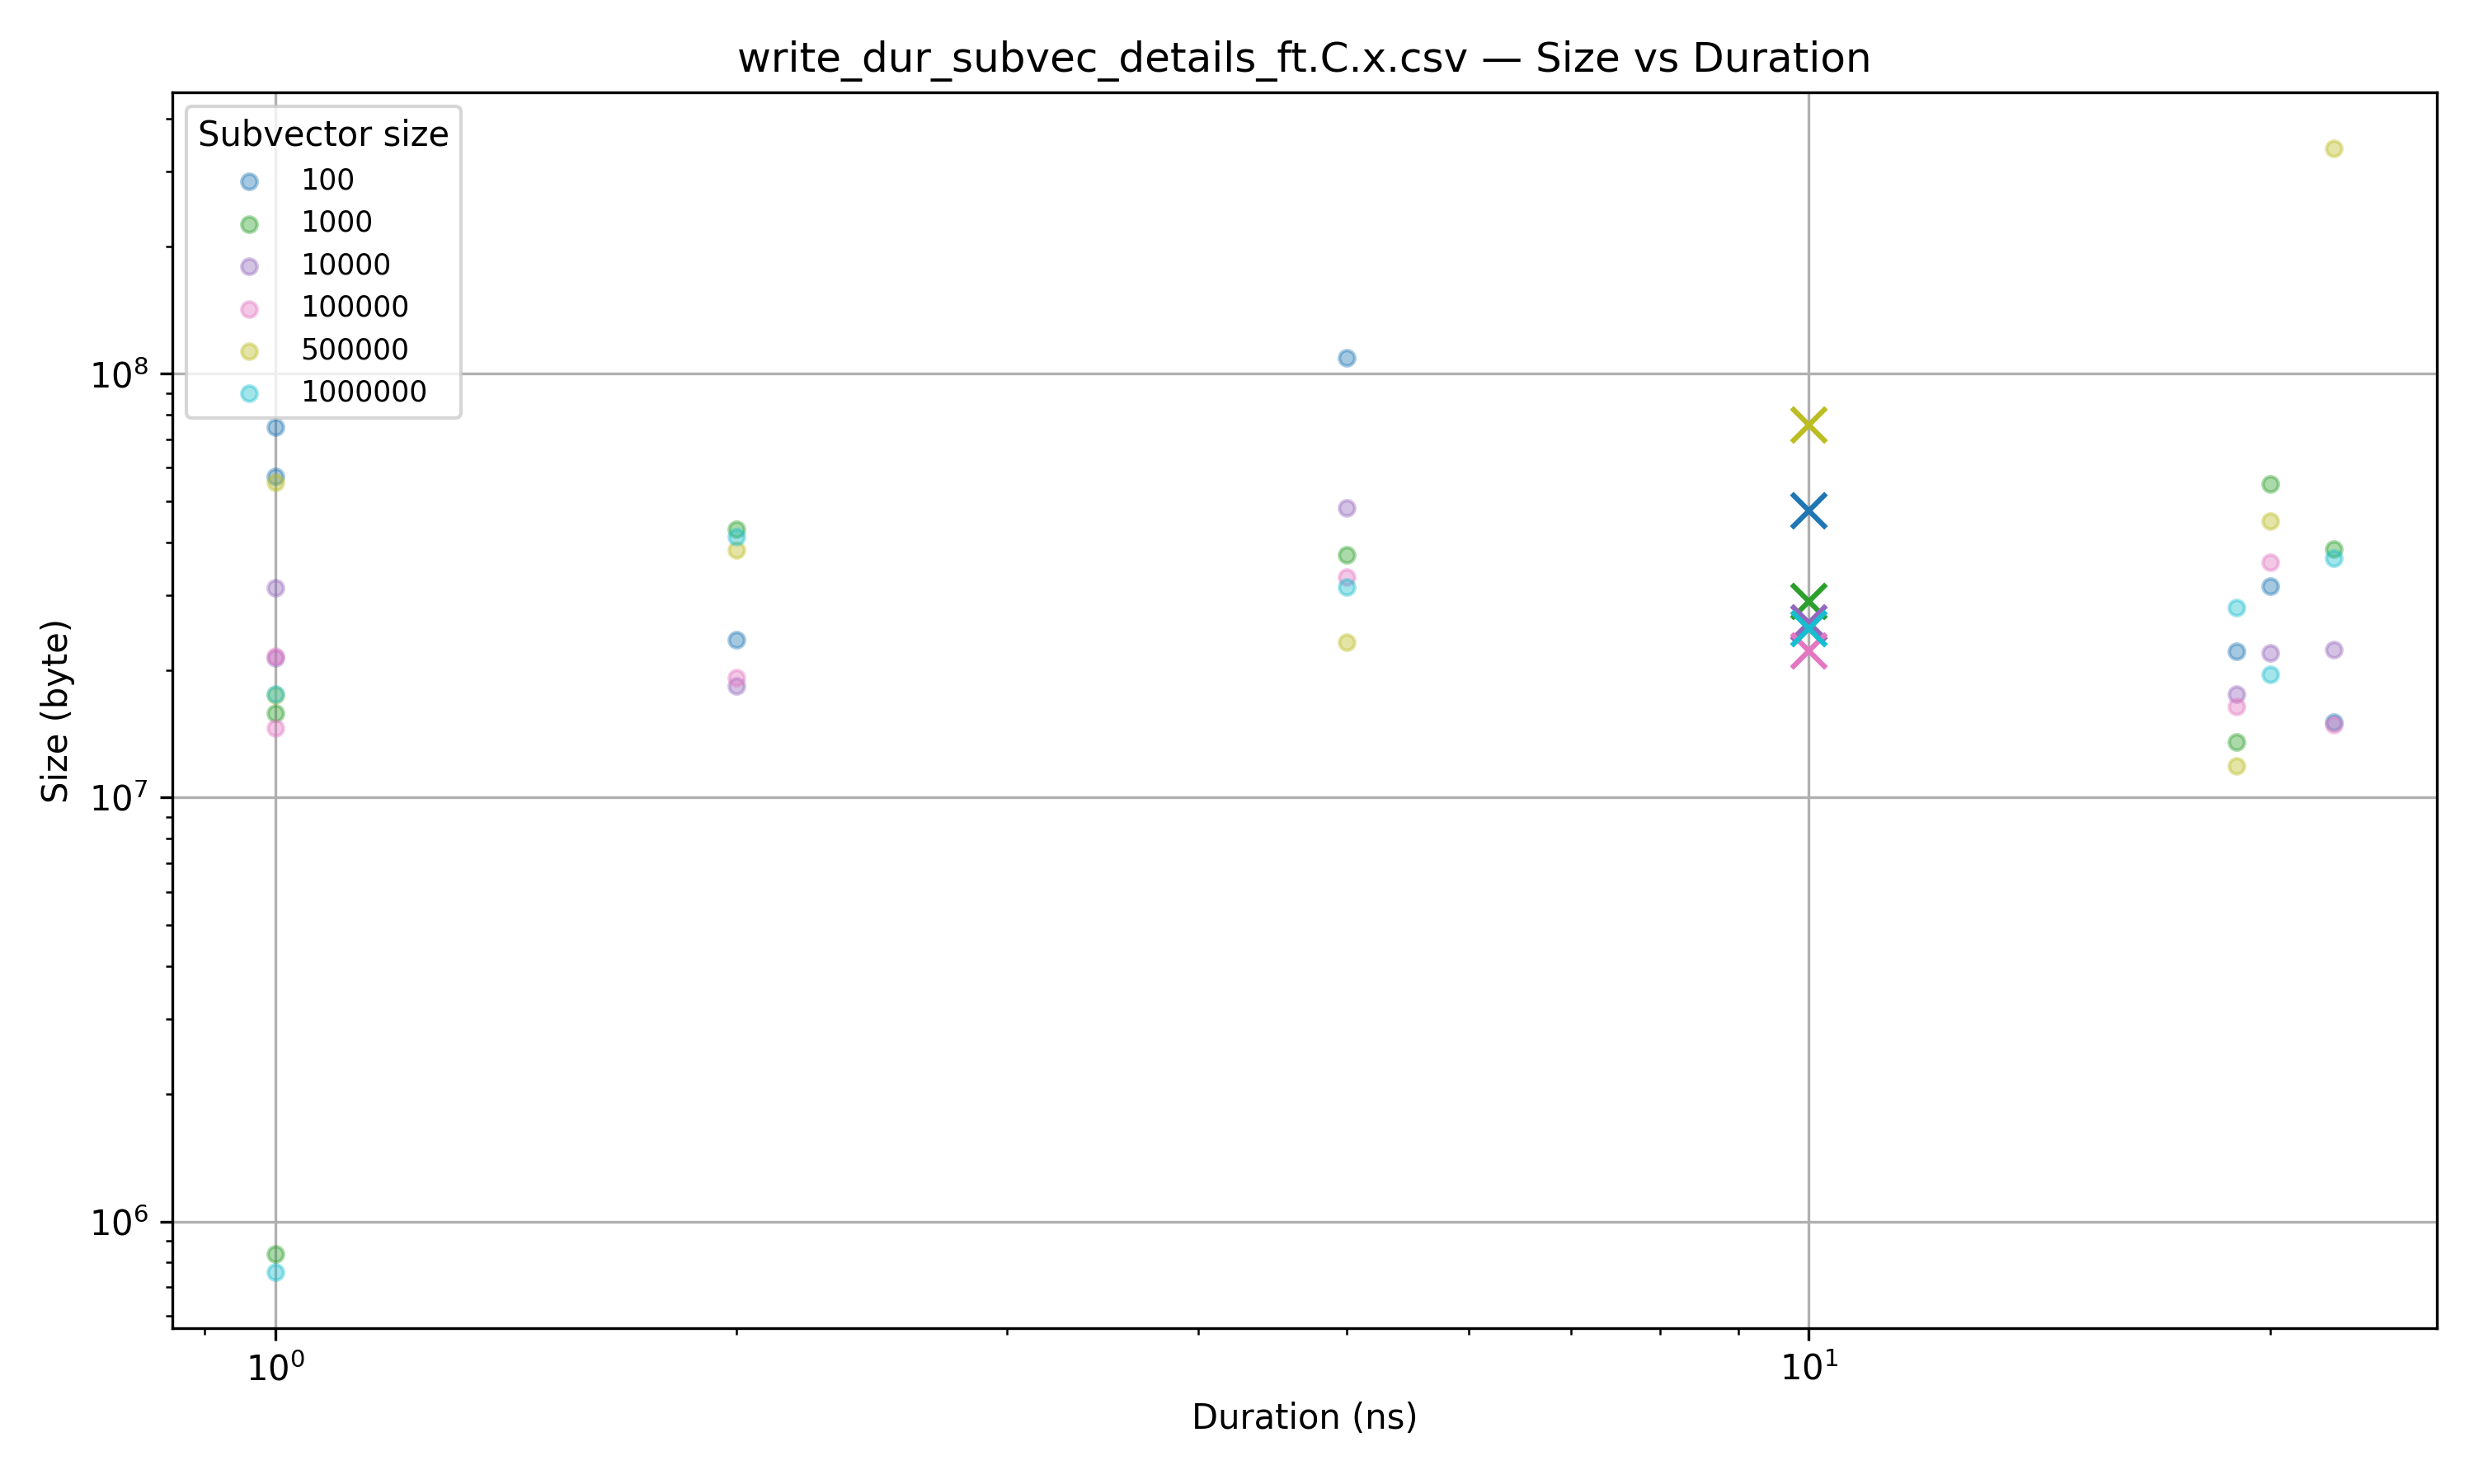 write_dur_subvec_details_ft.C.x.csv — Size vs Duration
Subvector size
100
1000
10000
100000
500000
1000000
Size (byte)
10⁸
10⁷
10⁶
10⁰
10¹
Duration (ns)